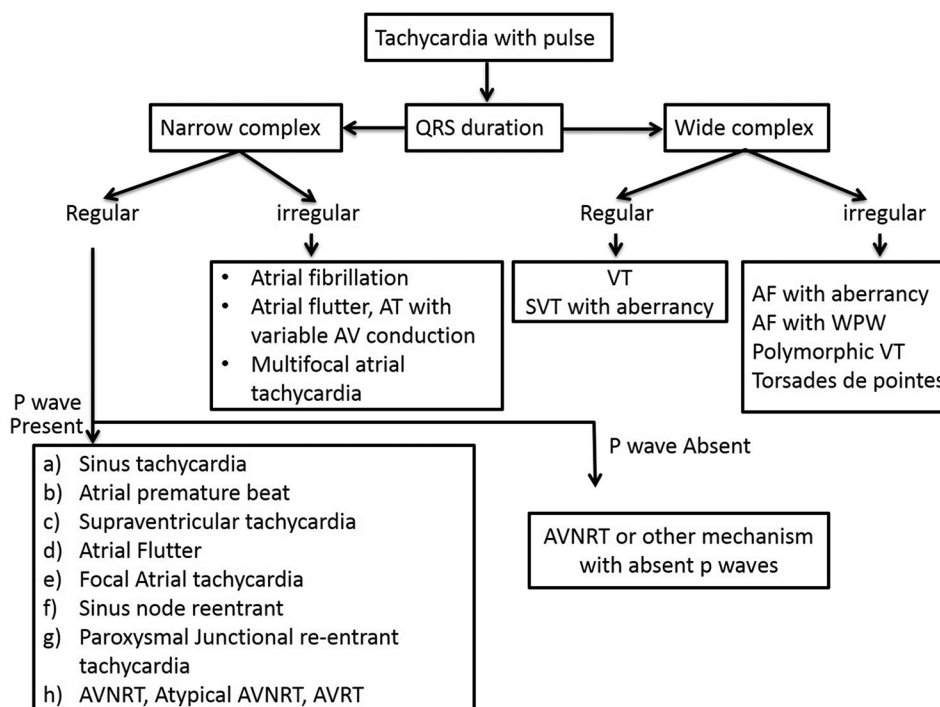 Tachycardia with pulse
Narrow complex
QRS duration
Wide complex
Regular
irregular
Regular
irregular
• Atrial fibrillation
• Atrial flutter, AT with
variable AV conduction
• Multifocal atrial
tachycardia
VT
SVT with aberrancy
AF with aberrancy
AF with WPW
Polymorphic VT
Torsades de pointes
P wave
Present
P wave Absent
a) Sinus tachycardia
b) Atrial premature beat
c) Supraventricular tachycardia
d) Atrial Flutter
e) Focal Atrial tachycardia
f) Sinus node reentrant
g) Paroxysmal Junctional re-entrant
tachycardia
h) AVNRT, Atypical AVNRT, AVRT
AVNRT or other mechanism
with absent p waves